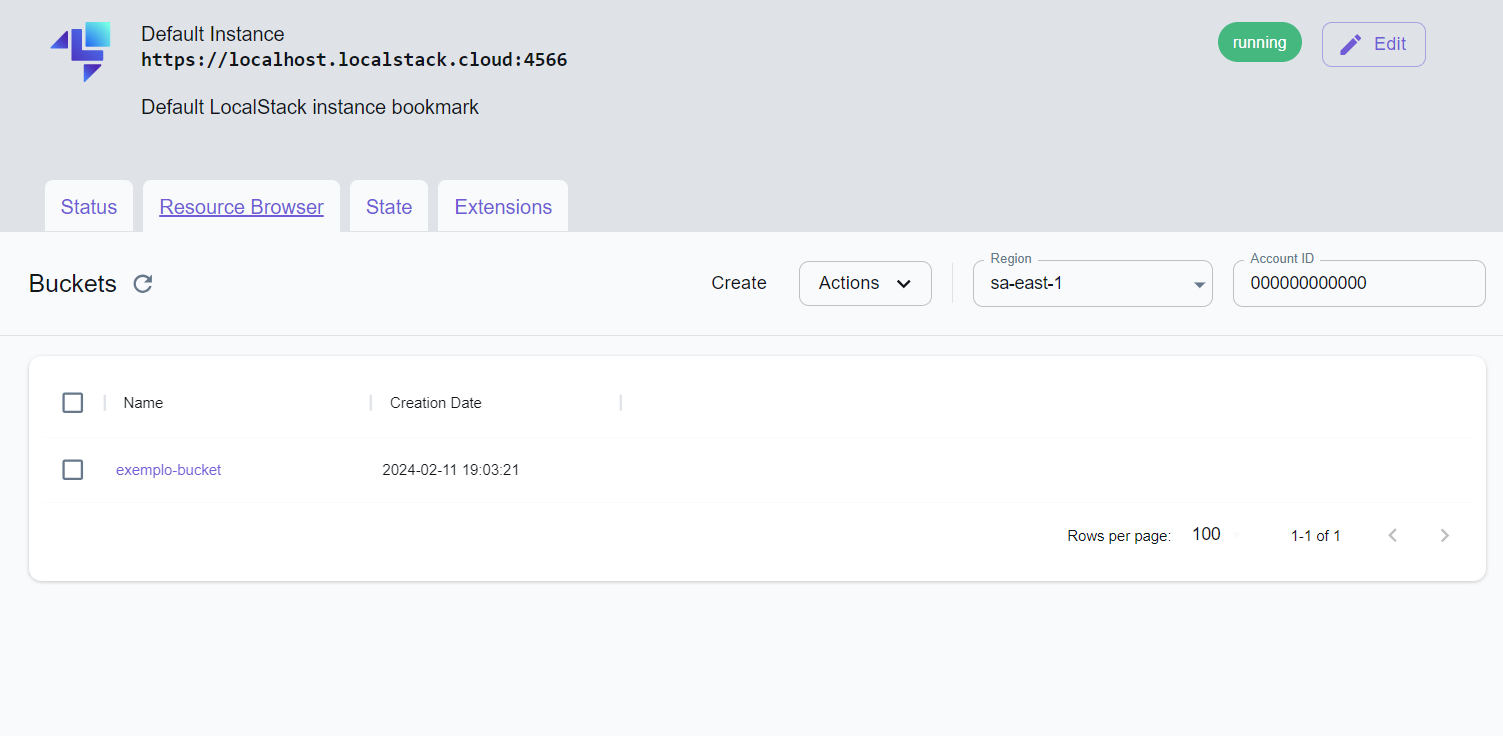 Default Instance
https://localhost.localstack.cloud:4566
running
Edit
Default LocalStack instance bookmark
Status
Resource Browser
State
Extensions
Buckets
Create
Actions
Region
sa-east-1
Account ID
000000000000
Name
Creation Date
exemplo-bucket
2024-02-11 19:03:21
Rows per page:
100
1-1 of 1